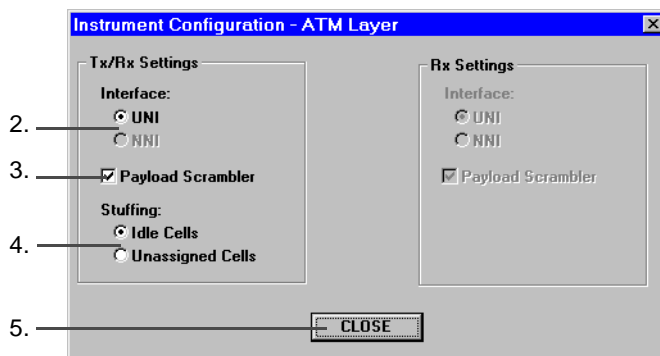 Instrument Configuration - ATM Layer
Tx/Rx Settings
Interface:
2. UNI
NNI
3. Payload Scrambler
Stuffing:
4. Idle Cells
Unassigned Cells
Rx Settings
Interface:
UNI
NNI
Payload Scrambler
5. CLOSE